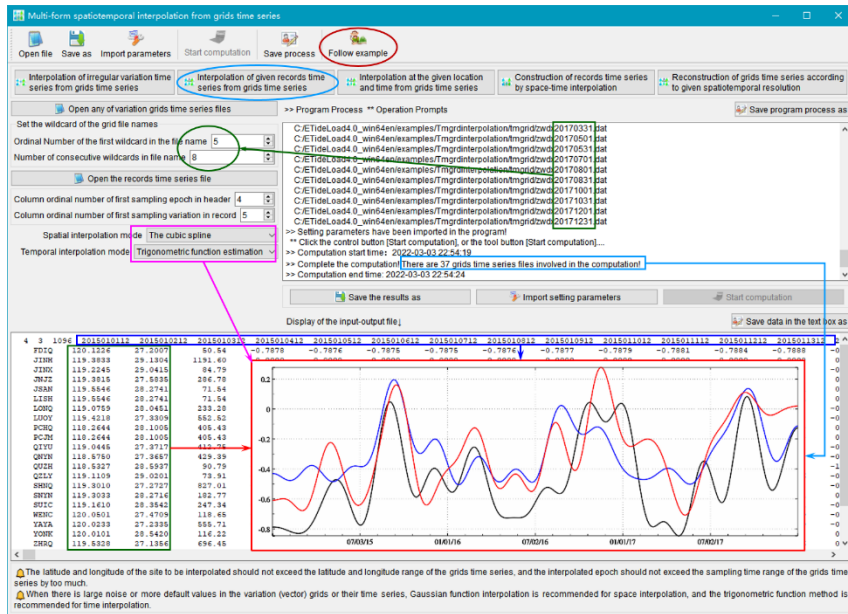 Multi-form spatiotemporal interpolation from grids time series
Open file Save as Import parameters Start computation Save process Follow example
Interpolation of irregular variation time series from grids time series
Interpolation of given records time series from grids time series
Interpolation at the given location and time from grids time series
Construction of records time series by space-time interpolation
Reconstruction of grids time series according to given spatiotemporal resolution
Open any of variation grids time series files
>> Program Process ** Operation Prompts
Save program process as
Set the wildcard of the grid file names
Ordinal Number of the first wildcard in the file name 5
Number of consecutive wildcards in file name 8
Open the records time series file
Column ordinal number of first sampling epoch in header 4
Column ordinal number of first sampling variation in record 5
Spatial interpolation mode The cubic spline
Temporal interpolation mode Trigonometric function estimation
C:/ETideLoad4.0_win64en/examples/Tmgrdinterpolation/tmgrid/zwdx20170331.dat
C:/ETideLoad4.0_win64en/examples/Tmgrdinterpolation/tmgrid/zwdx20170501.dat
C:/ETideLoad4.0_win64en/examples/Tmgrdinterpolation/tmgrid/zwdx20170531.dat
C:/ETideLoad4.0_win64en/examples/Tmgrdinterpolation/tmgrid/zwdx20170701.dat
C:/ETideLoad4.0_win64en/examples/Tmgrdinterpolation/tmgrid/zwdx20170801.dat
C:/ETideLoad4.0_win64en/examples/Tmgrdinterpolation/tmgrid/zwdx20170831.dat
C:/ETideLoad4.0_win64en/examples/Tmgrdinterpolation/tmgrid/zwdx20171001.dat
C:/ETideLoad4.0_win64en/examples/Tmgrdinterpolation/tmgrid/zwdx20171031.dat
C:/ETideLoad4.0_win64en/examples/Tmgrdinterpolation/tmgrid/zwdx20171201.dat
C:/ETideLoad4.0_win64en/examples/Tmgrdinterpolation/tmgrid/zwdx20171231.dat
>> Setting parameters have been imported in the program!
** Click the control button [Start computation], or the tool button [Start computation]....
>> Computation start time: 2022-03-03 22:54:19
>> Complete the computation! There are 37 grids time series files involved in the computation!
>> Computation end time: 2022-03-03 22:54:24
Save the results as Import setting parameters Start computation
Display of the input-output file↓ Save data in the text box as
4 3 1096 2015010112 2015010212 2015010312 2015010412 2015010512 2015010612 2015010712 2015010812 2015010912 2015011012 2015011112 2015011212 2015011312 2
FDIQ 120.1226 27.2007 50.54 -0.7878 -0.7876 -0.7875 -0.7875 -0.7876 -0.7877 -0.7879 -0.7881 -0.7884 -0.7888
JINH 119.3833 29.1304 1191.60
JINX 119.2245 29.0415 84.79
JNJZ 119.3815 27.5835 286.78
JSAN 119.5546 28.2741 71.54
LISH 119.5546 28.2741 71.54
LONQ 119.0759 28.0451 233.28
LUOY 119.4218 27.3309 552.52
PCHQ 118.2644 28.1005 405.43
PCJM 118.2644 28.1005 405.43
QIYU 119.0445 27.3717 412.75
QNYN 118.5750 27.3657 429.35
QUZH 118.5327 28.5937 90.79
QZLY 119.1109 29.0201 73.91
SHNQ 119.3010 27.2727 827.01
SNYN 119.3033 28.2716 182.77
SUIC 119.1610 28.3542 247.34
WENC 120.0501 27.4709 118.65
YAYA 120.0233 27.2335 555.71
YONK 120.0101 28.5420 116.22
ZHRQ 119.5328 27.1356 696.45
0.2
0
-0.2
-0.4
-0.6
-0.8
07/03/15 01/01/16 07/02/16 01/01/17 07/02/17
The latitude and longitude of the site to be interpolated should not exceed the latitude and longitude range of the grids time series, and the interpolated epoch should not exceed the sampling time range of the grids time
series by too much.
When there is large noise or more default values in the variation (vector) grids or their time series, Gaussian function interpolation is recommended for space interpolation, and the trigonometric function method is
recommended for time interpolation.